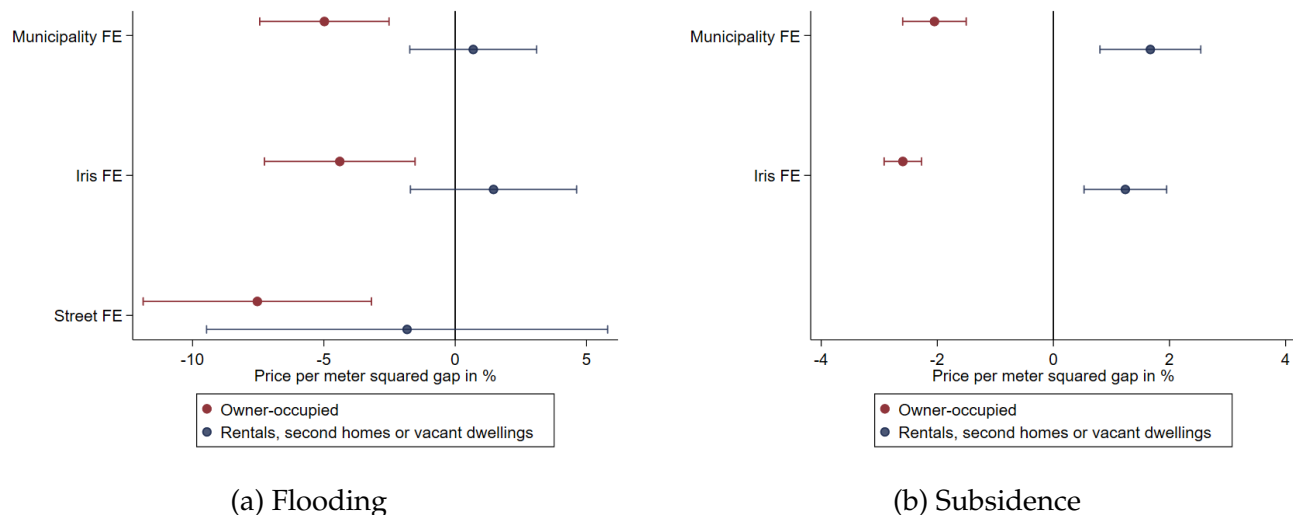 Municipality FE
Iris FE
Street FE
-10
-5
0
5
Price per meter squared gap in %
Owner-occupied
Rentals, second homes or vacant dwellings
(a) Flooding
Municipality FE
Iris FE
-4
-2
0
2
4
Price per meter squared gap in %
Owner-occupied
Rentals, second homes or vacant dwellings
(b) Subsidence